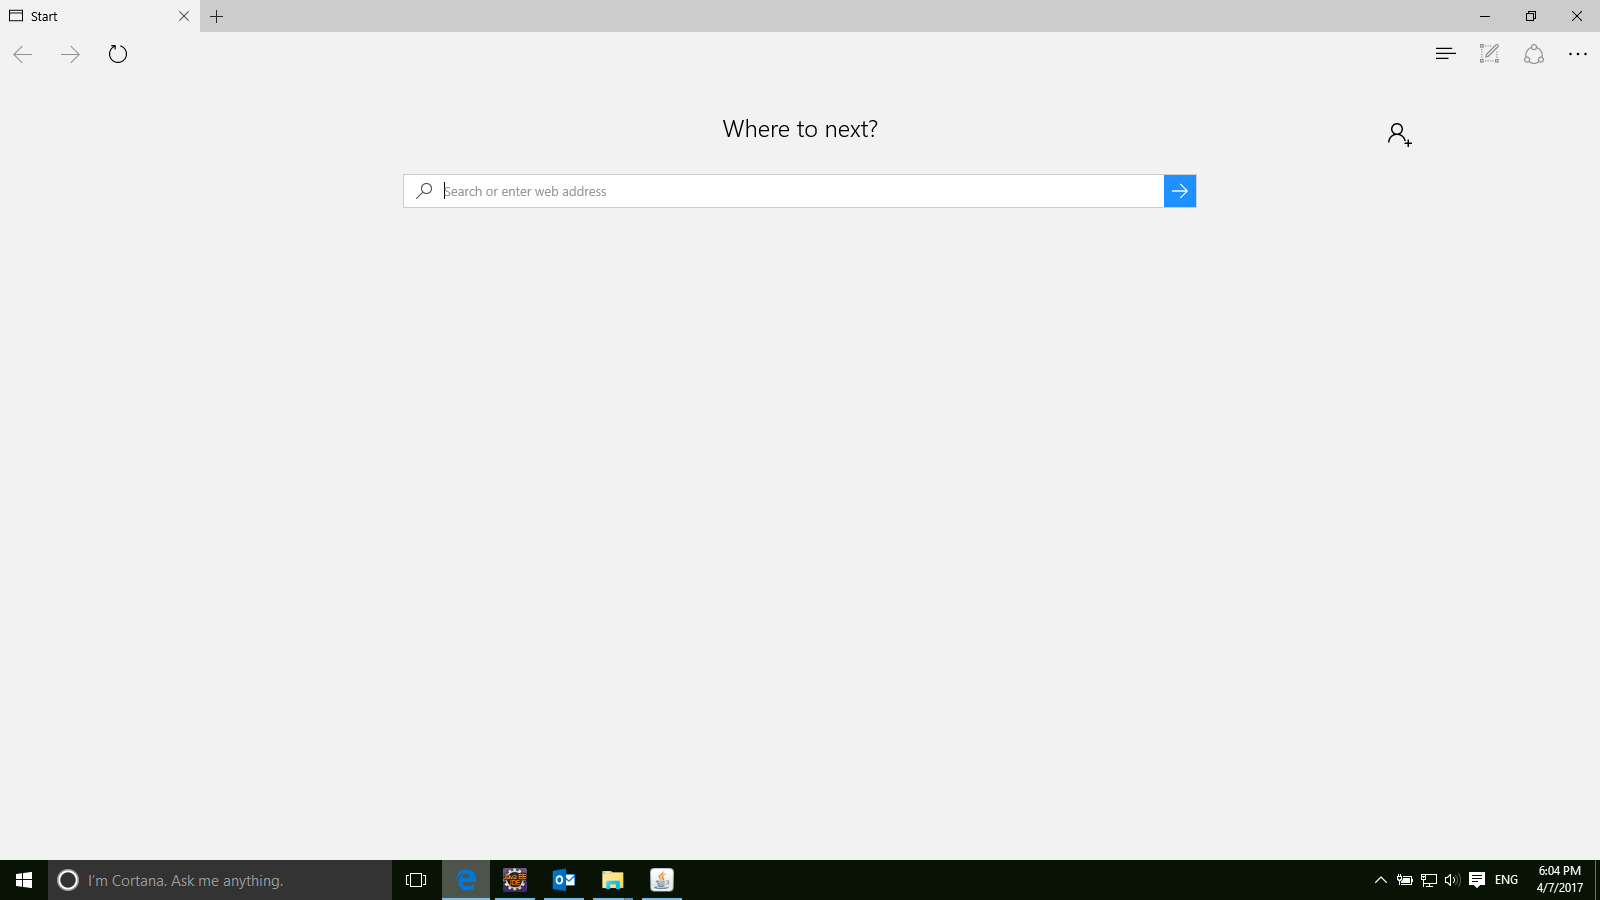 Start
Where to next?
Search or enter web address
I'm Cortana. Ask me anything.
ENG
6:04 PM
4/7/2017